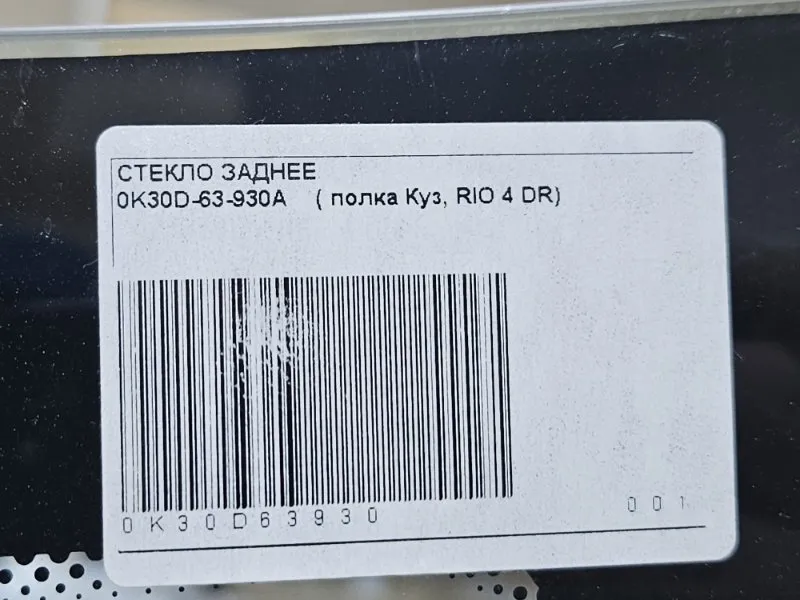 СТЕКЛО ЗАДНЕЕ
0K30D-63-930A ( полка Куз, RIO 4 DR)
0K30D63930
001